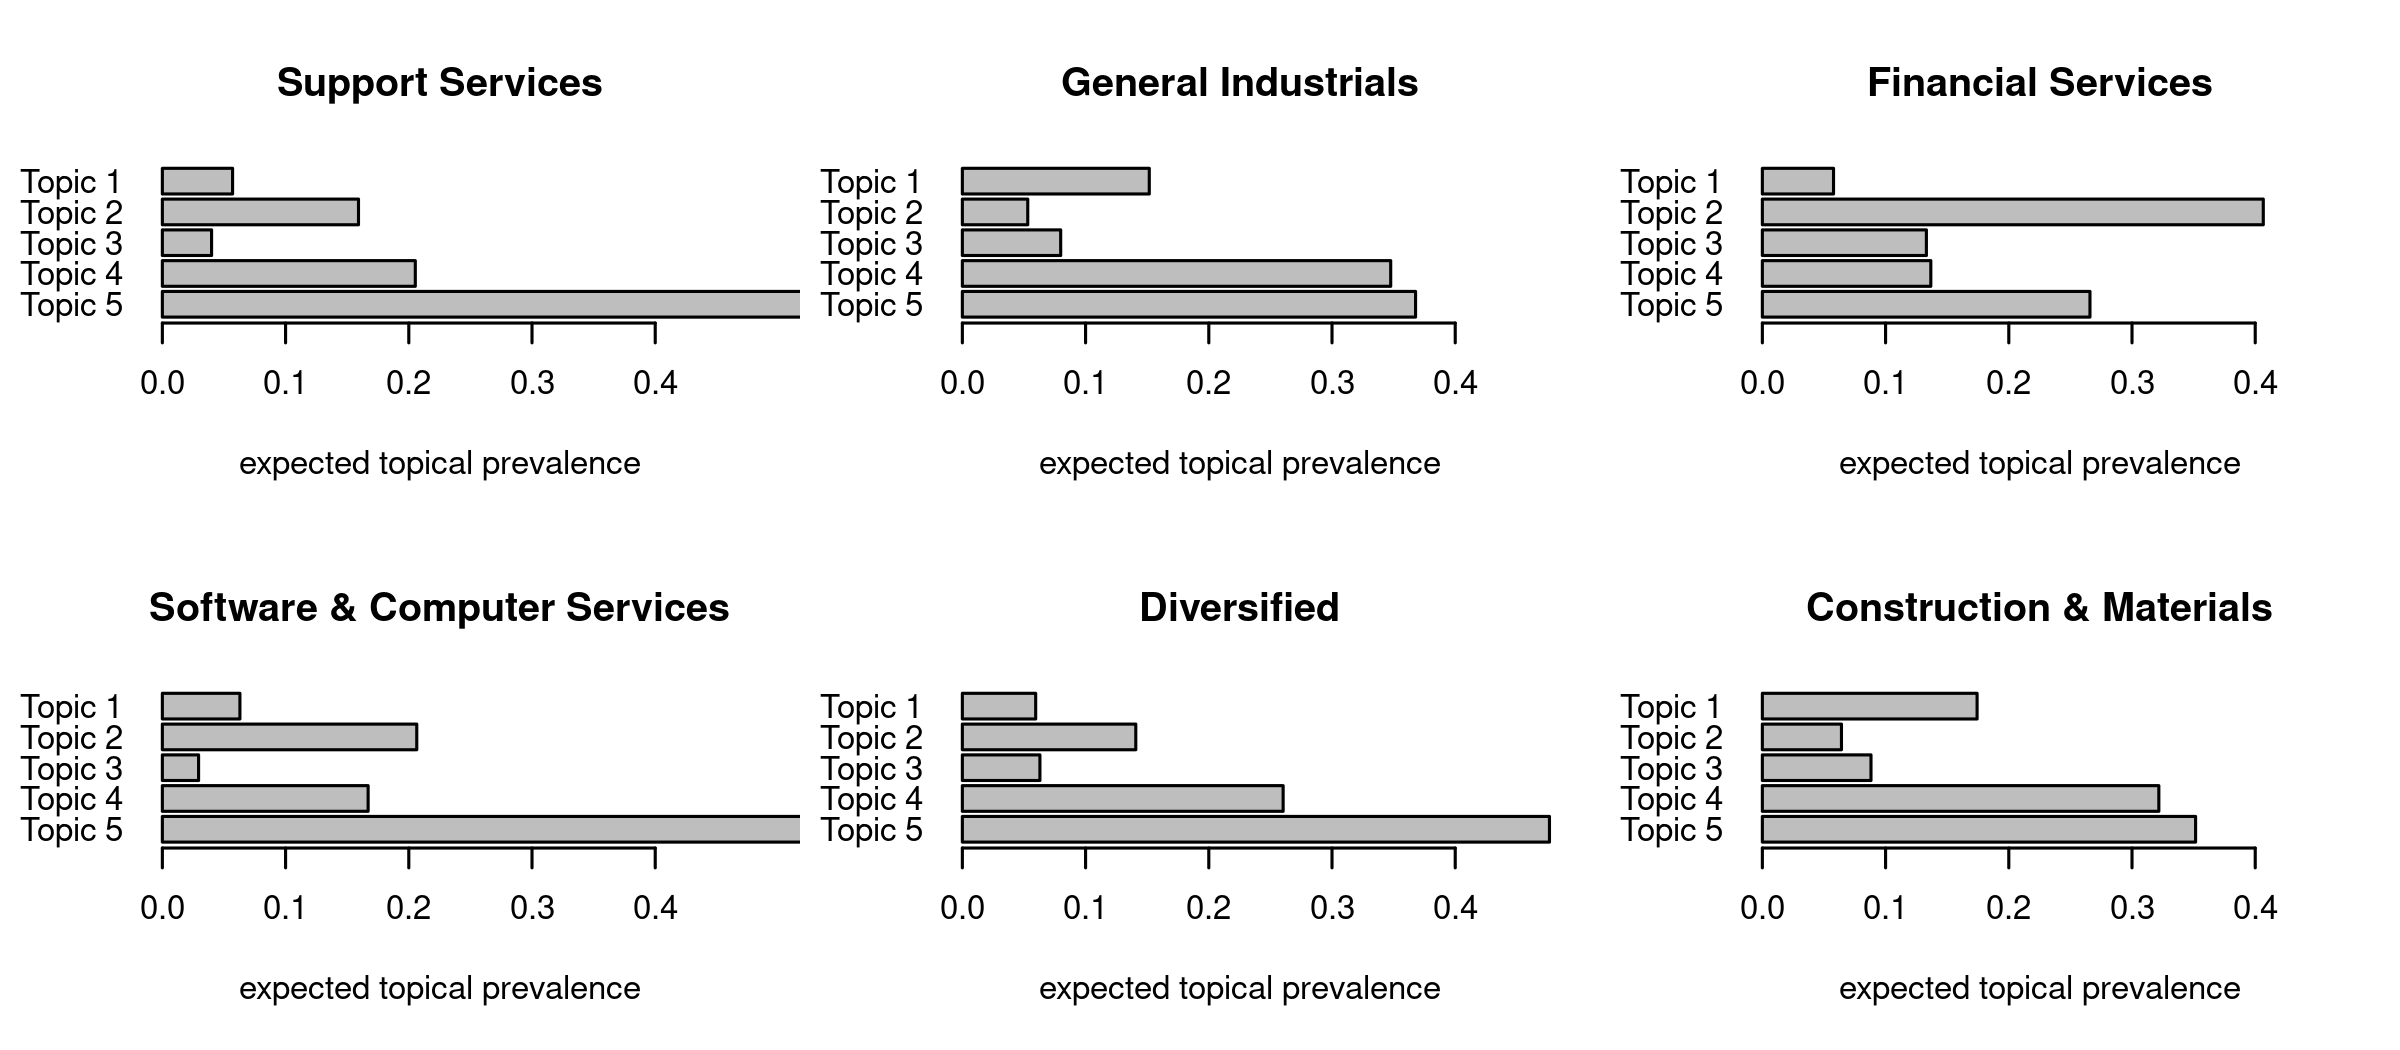 Support Services
Topic 1
Topic 2
Topic 3
Topic 4
Topic 5
0.0 0.1 0.2 0.3 0.4
expected topical prevalence
General Industrials
Topic 1
Topic 2
Topic 3
Topic 4
Topic 5
0.0 0.1 0.2 0.3 0.4
expected topical prevalence
Financial Services
Topic 1
Topic 2
Topic 3
Topic 4
Topic 5
0.0 0.1 0.2 0.3 0.4
expected topical prevalence
Software & Computer Services
Topic 1
Topic 2
Topic 3
Topic 4
Topic 5
0.0 0.1 0.2 0.3 0.4
expected topical prevalence
Diversified
Topic 1
Topic 2
Topic 3
Topic 4
Topic 5
0.0 0.1 0.2 0.3 0.4
expected topical prevalence
Construction & Materials
Topic 1
Topic 2
Topic 3
Topic 4
Topic 5
0.0 0.1 0.2 0.3 0.4
expected topical prevalence